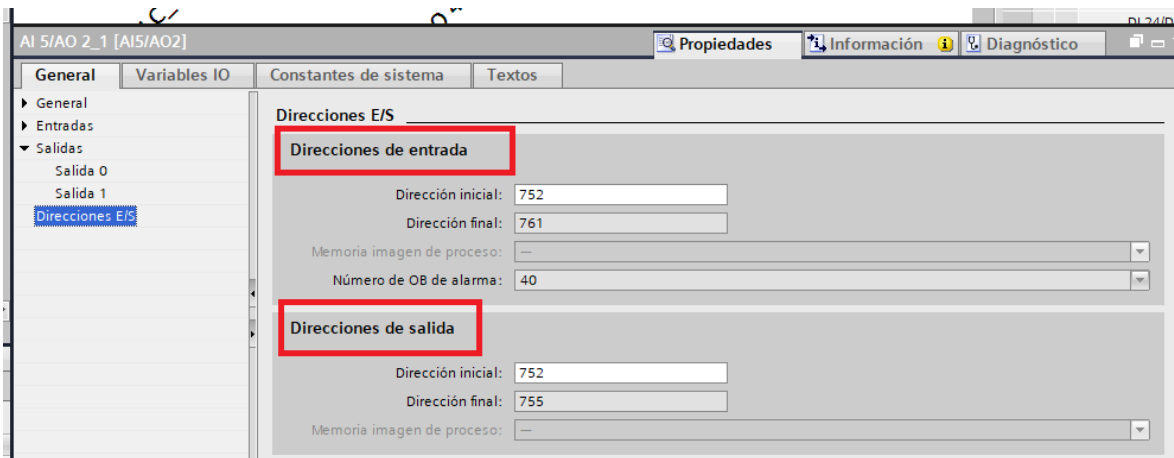 AI 5/AO 2_1 [AI5/AO2]
Propiedades
Información
Diagnóstico
General
Variables IO
Constantes de sistema
Textos
General
Entradas
Salidas
Salida 0
Salida 1
Direcciones E/S
Direcciones E/S
Direcciones de entrada
Dirección inicial: 752
Dirección final: 761
Memoria imagen de proceso: —
Número de OB de alarma: 40
Direcciones de salida
Dirección inicial: 752
Dirección final: 755
Memoria imagen de proceso: —